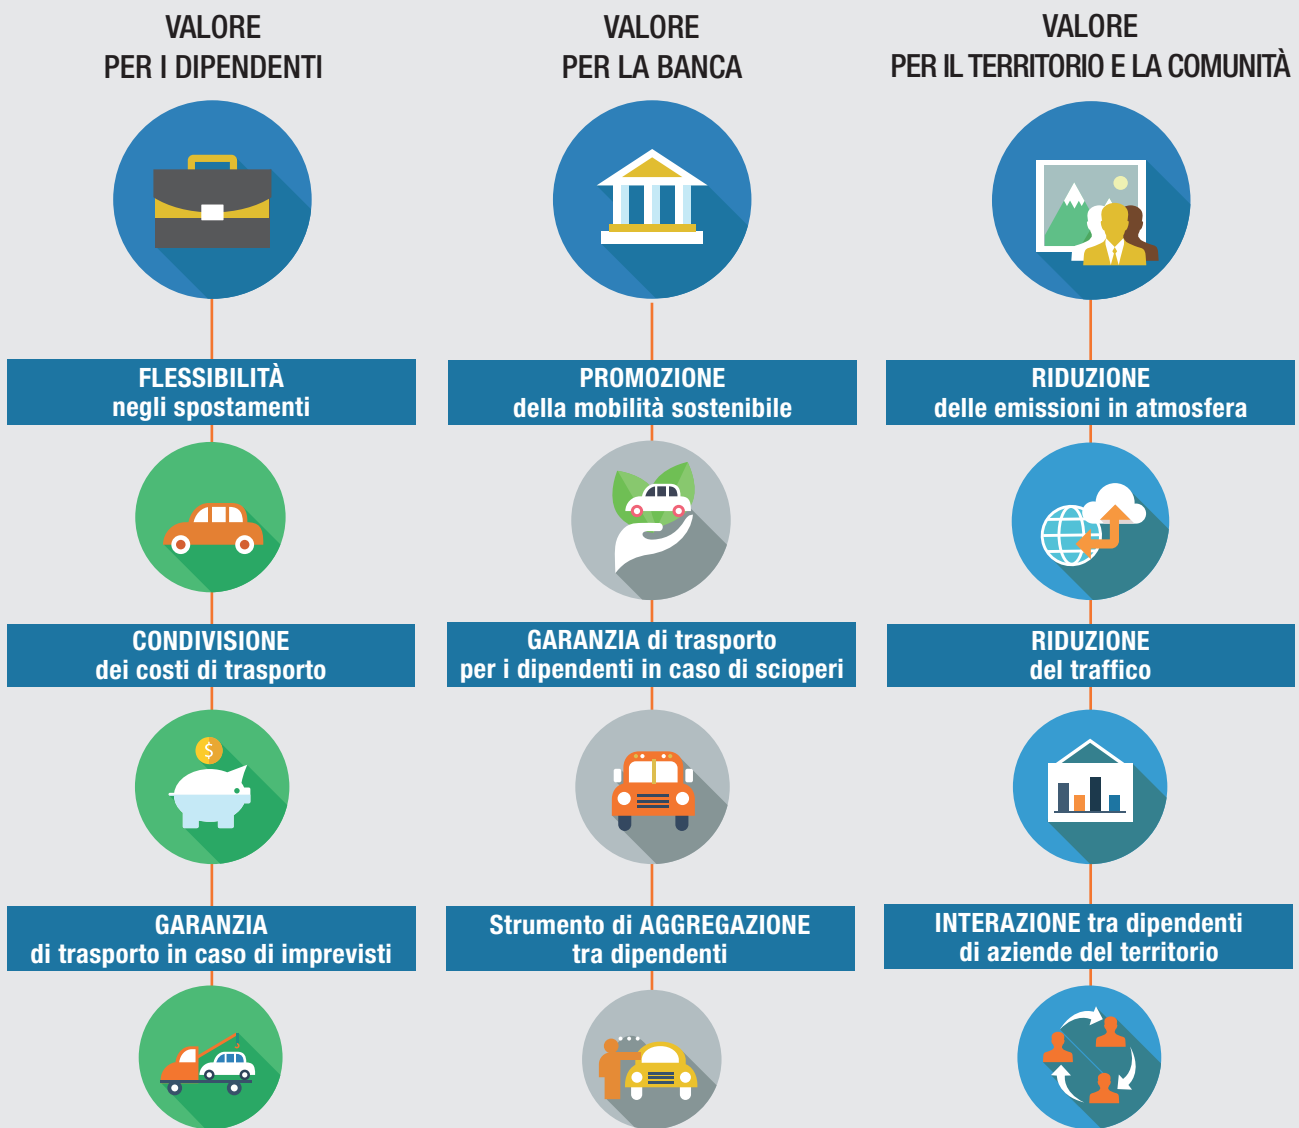 VALORE
PER I DIPENDENTI
FLESSIBILITÀ
negli spostamenti
CONDIVISIONE
dei costi di trasporto
$
GARANZIA
di trasporto in caso di imprevisti
VALORE
PER LA BANCA
PROMOZIONE
della mobilità sostenibile
GARANZIA di trasporto
per i dipendenti in caso di scioperi
Strumento di AGGREGAZIONE
tra dipendenti
VALORE
PER IL TERRITORIO E LA COMUNITÀ
RIDUZIONE
delle emissioni in atmosfera
RIDUZIONE
del traffico
INTERAZIONE tra dipendenti
di aziende del territorio